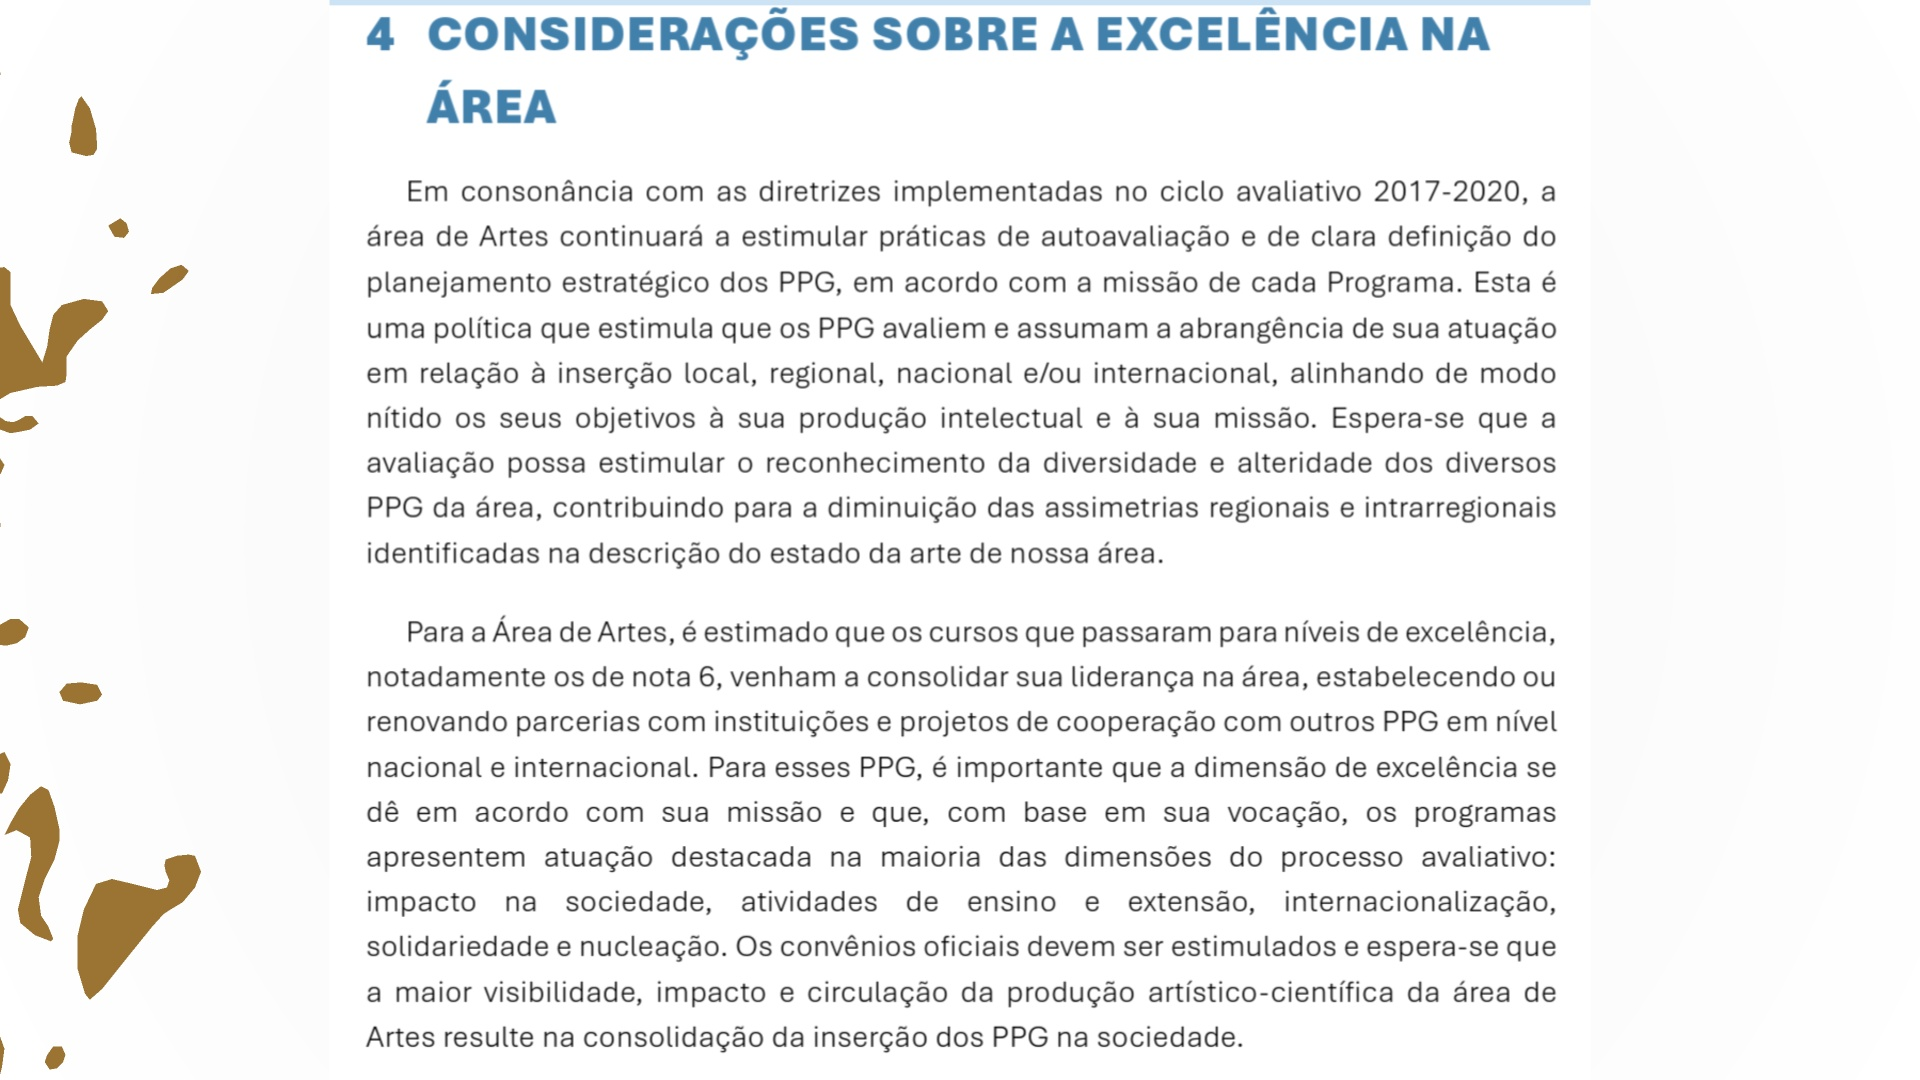 4 CONSIDERAÇÕES SOBRE A EXCELÊNCIA NA
ÁREA
Em consonância com as diretrizes implementadas no ciclo avaliativo 2017-2020, a
área de Artes continuará a estimular práticas de autoavaliação e de clara definição do
planejamento estratégico dos PPG, em acordo com a missão de cada Programa. Esta é
uma política que estimula que os PPG avaliem e assumam a abrangência de sua atuação
em relação à inserção local, regional, nacional e/ou internacional, alinhando de modo
nítido os seus objetivos à sua produção intelectual e à sua missão. Espera-se que a
avaliação possa estimular o reconhecimento da diversidade e alteridade dos diversos
PPG da área, contribuindo para a diminuição das assimetrias regionais e intrarregionais
identificadas na descrição do estado da arte de nossa área.
Para a Área de Artes, é estimado que os cursos que passaram para níveis de excelência,
notadamente os de nota 6, venham a consolidar sua liderança na área, estabelecendo ou
renovando parcerias com instituições e projetos de cooperação com outros PPG em nível
nacional e internacional. Para esses PPG, é importante que a dimensão de excelência se
dê em acordo com sua missão e que, com base em sua vocação, os programas
apresentem atuação destacada na maioria das dimensões do processo avaliativo:
impacto na sociedade, atividades de ensino e extensão, internacionalização,
solidariedade e nucleação. Os convênios oficiais devem ser estimulados e espera-se que
a maior visibilidade, impacto e circulação da produção artístico-científica da área de
Artes resulte na consolidação da inserção dos PPG na sociedade.